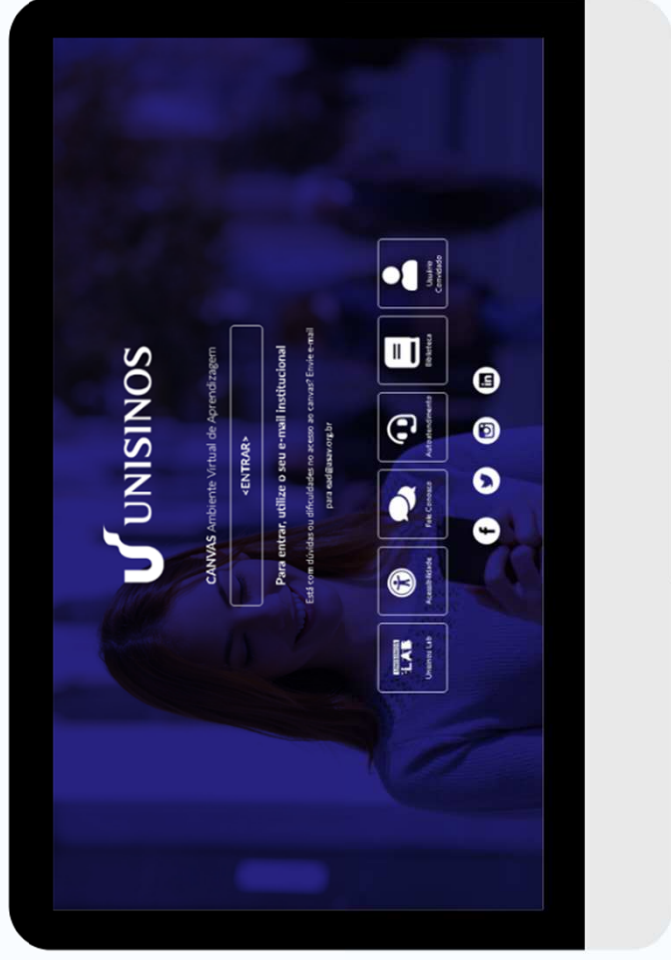 UNISINOS
CANVAS Ambiente Virtual de Aprendizagem
<ENTRAR>
Para entrar, utilize o seu e-mail institucional
Está com dúvidas ou dificuldades no acesso ao canvas? Envie e-mail
para ead@asav.org.br
LAB
Unisinos Lab
Acessibilidade
Fale Conosco
Autoatendimento
Biblioteca
Usuário
Convidado
f
in